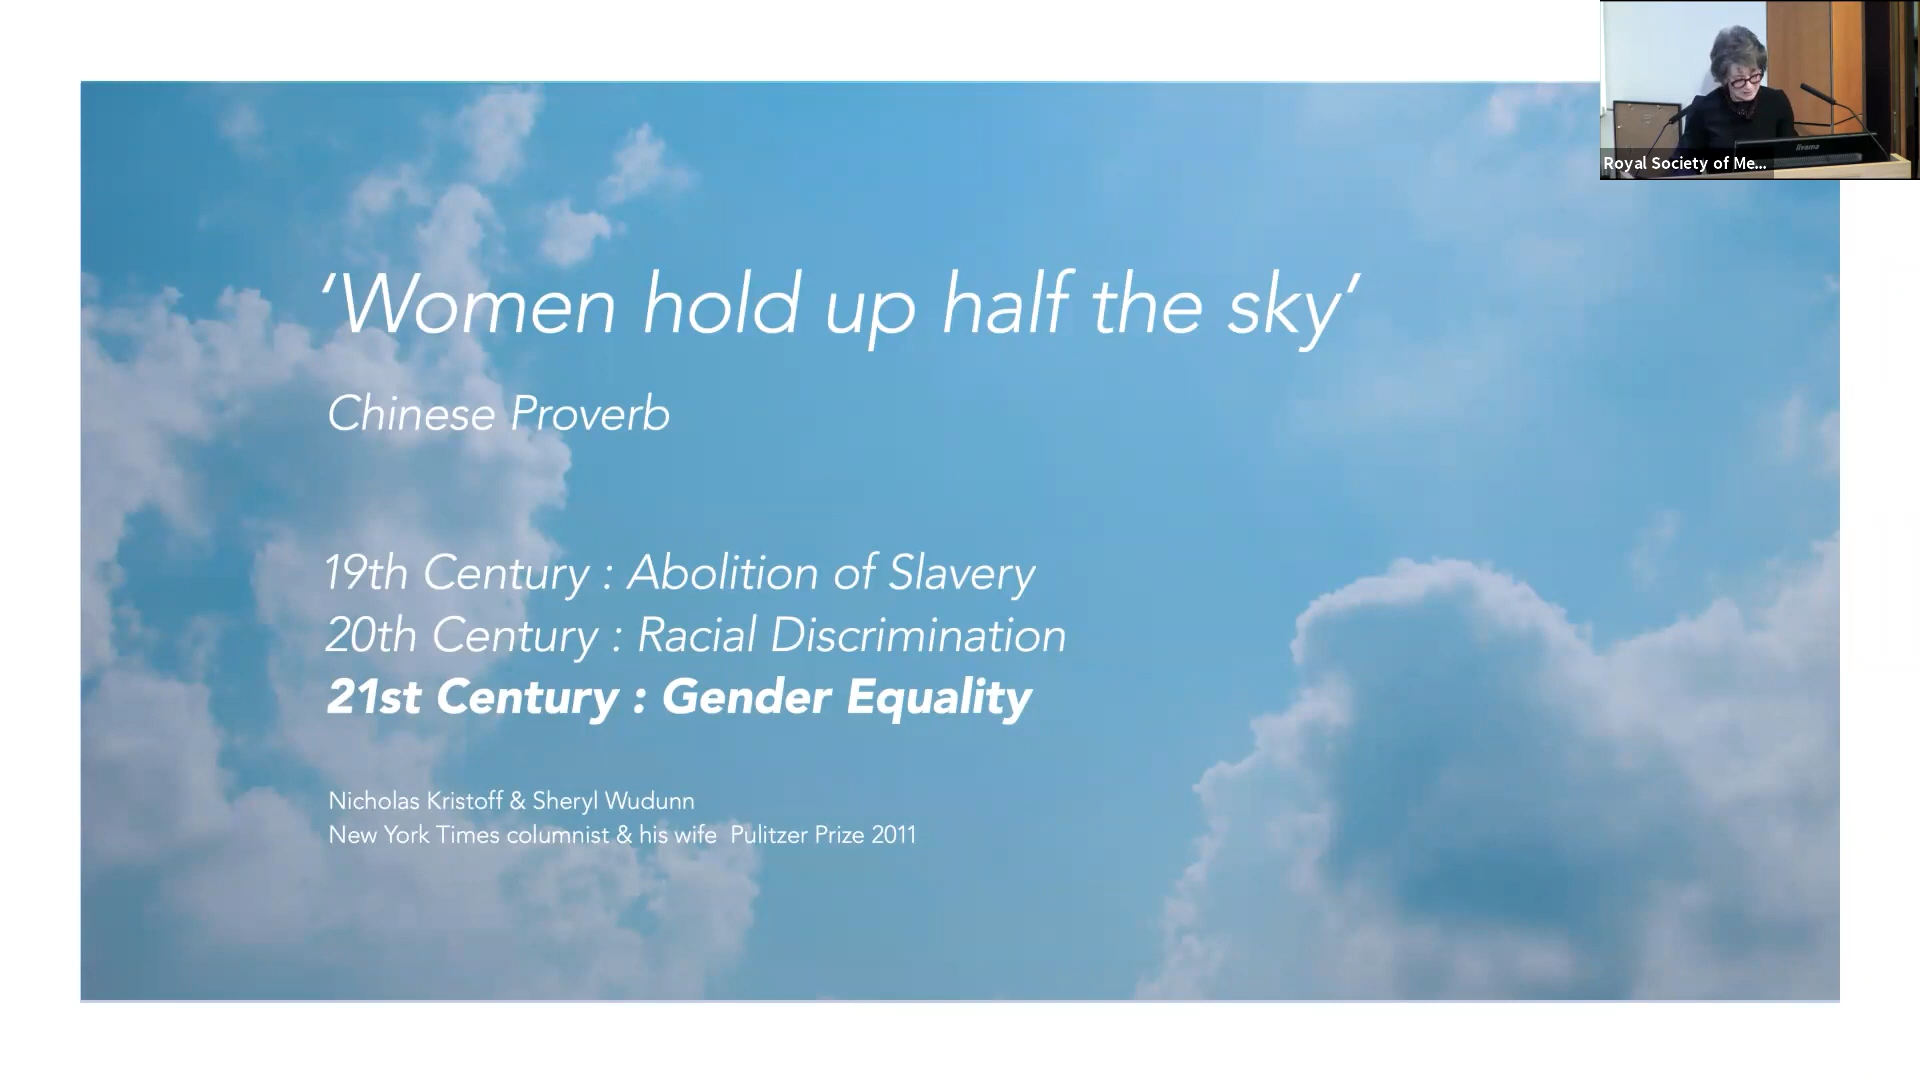 ‘Women hold up half the sky’
Chinese Proverb
19th Century : Abolition of Slavery
20th Century : Racial Discrimination
21st Century : Gender Equality
Nicholas Kristoff & Sheryl Wudunn
New York Times columnist & his wife  Pulitzer Prize 2011
Royal Society of Me...
iiyama